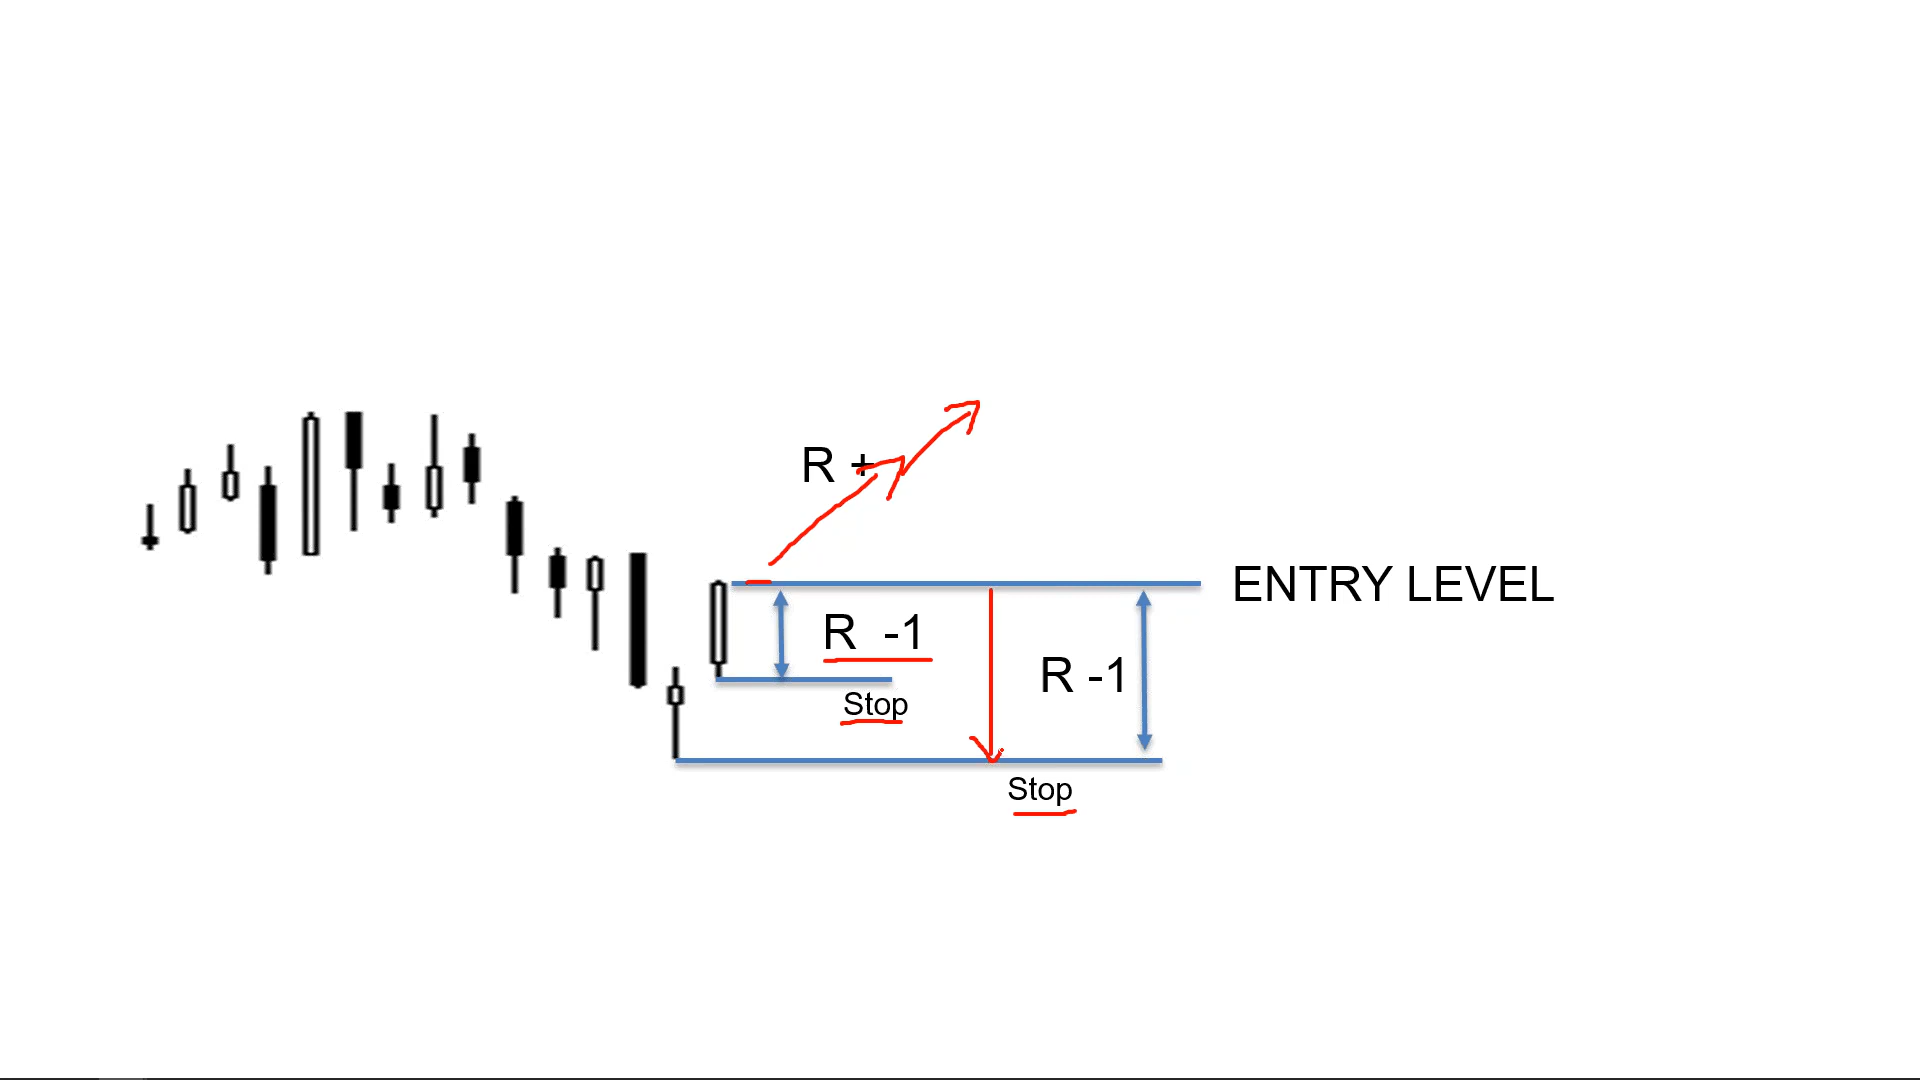 R +
ENTRY LEVEL
R -1
R -1
Stop
Stop